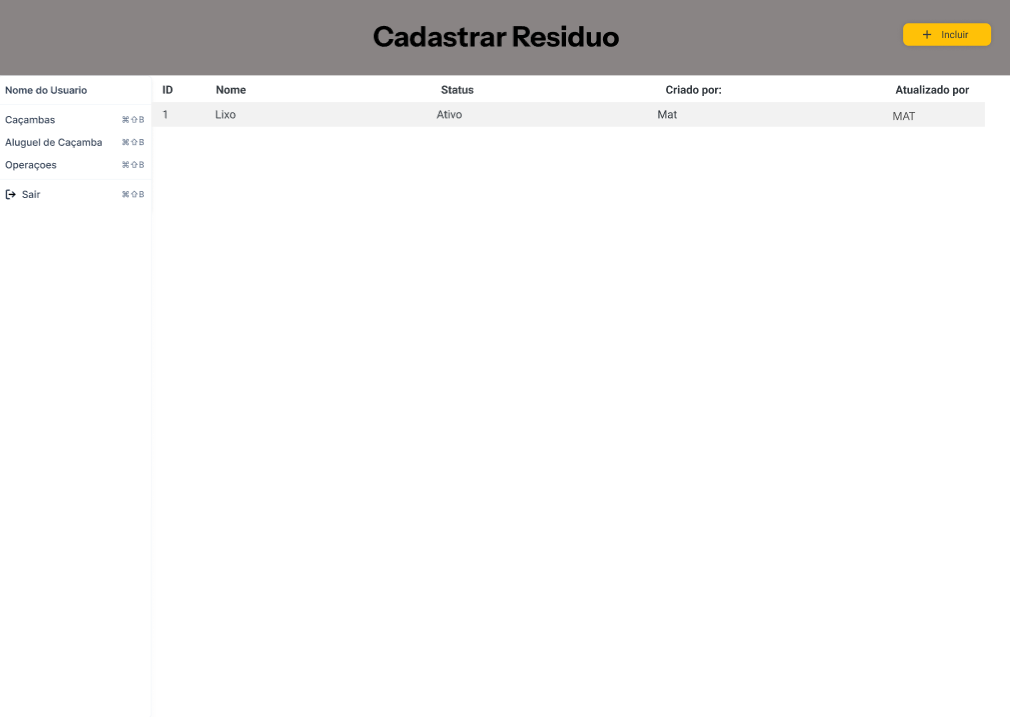 Cadastrar Residuo
+ Incluir
Nome do Usuario
Caçambas ⌘⇧B
Aluguel de Caçamba ⌘⇧B
Operaçoes ⌘⇧B
Sair ⌘⇧B
ID Nome Status Criado por: Atualizado por
1 Lixo Ativo Mat MAT